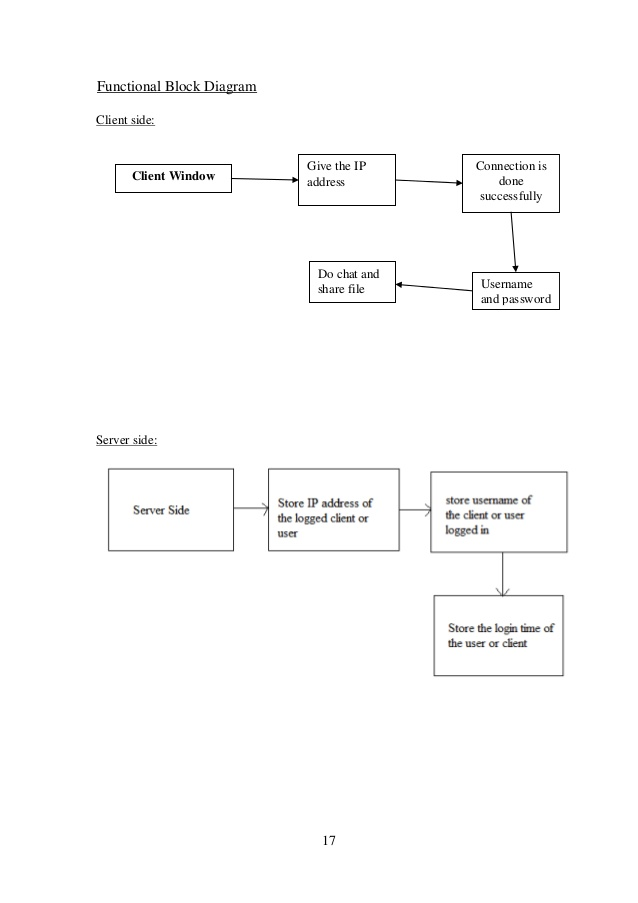 Functional Block Diagram
Client side:
Client Window
Give the IP
address
Connection is
done
successfully
Do chat and
share file
Username
and password
Server side:
Server Side
Store IP address of
the logged client or
user
store username of
the client or user
logged in
Store the login time of
the user or client
17